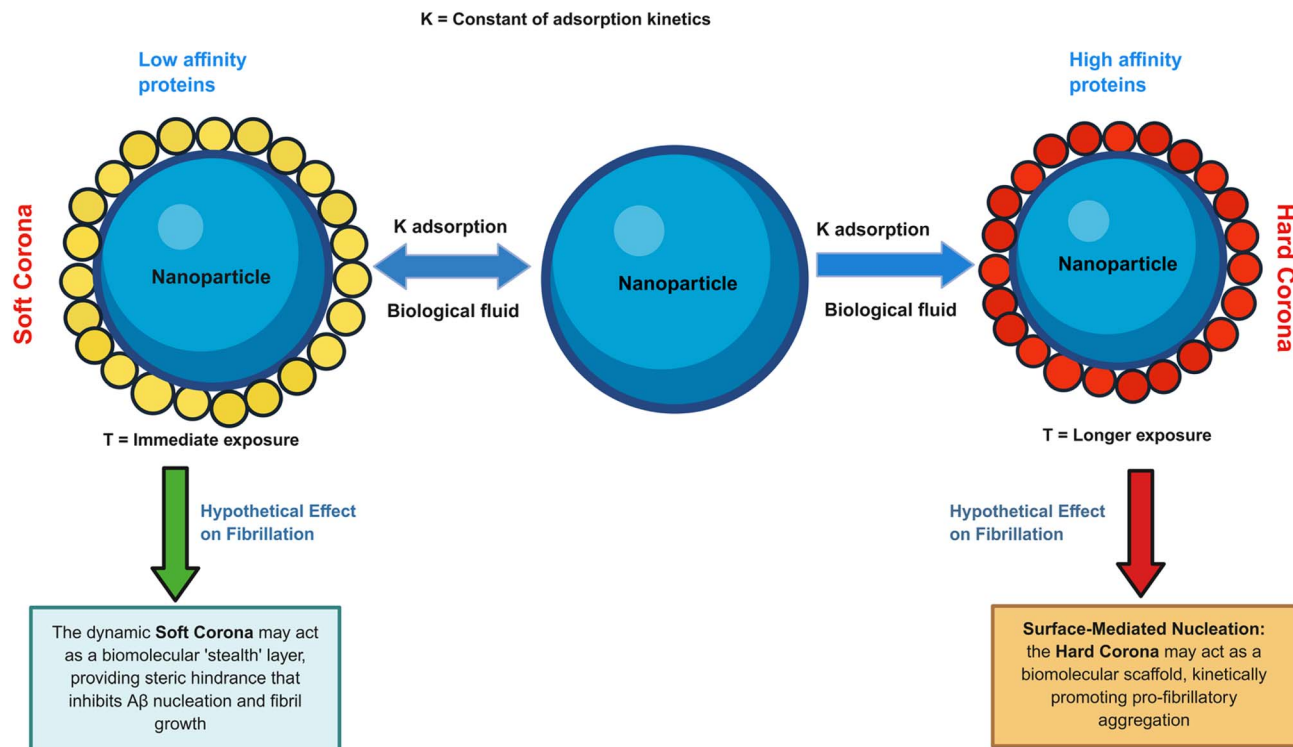 K = Constant of adsorption kinetics
Low affinity
proteins
High affinity
proteins
Soft Corona
Nanoparticle
K adsorption
Biological fluid
Nanoparticle
K adsorption
Biological fluid
Nanoparticle
Hard Corona
T = Immediate exposure
T = Longer exposure
Hypothetical Effect
on Fibrillation
Hypothetical Effect
on Fibrillation
The dynamic Soft Corona may act
as a biomolecular 'stealth' layer,
providing steric hindrance that
inhibits Aβ nucleation and fibril
growth
Surface-Mediated Nucleation:
the Hard Corona may act as a
biomolecular scaffold, kinetically
promoting pro-fibrillatory
aggregation